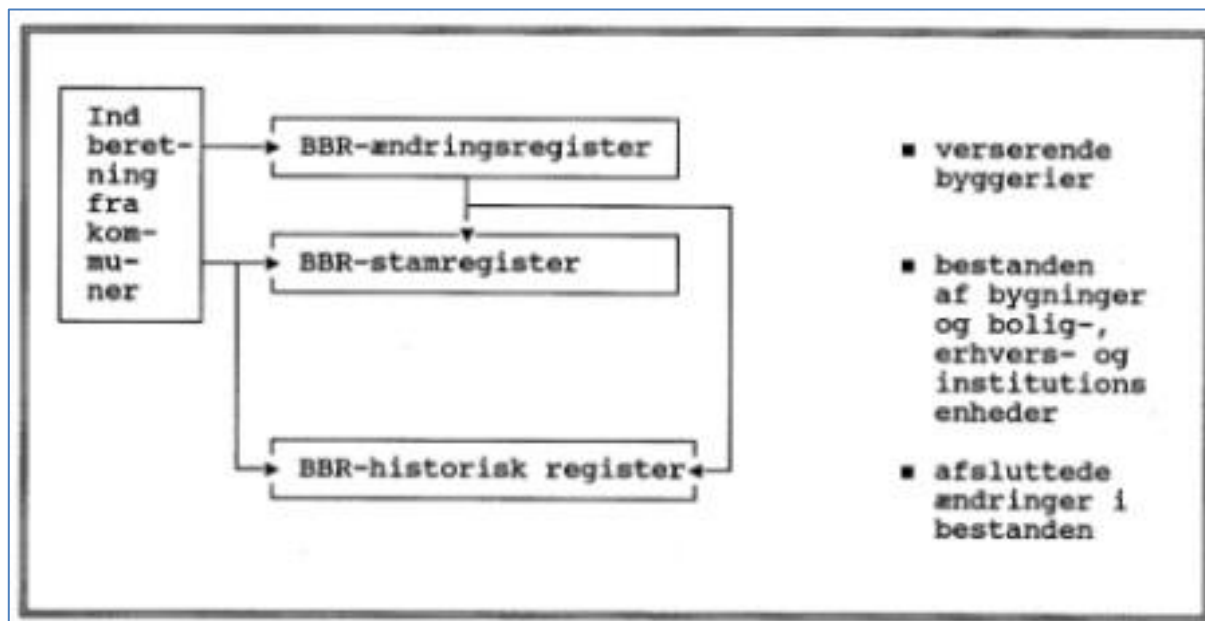 Ind
beret-
ning
fra
kom-
mu-
ner
BBR-ændringsregister
BBR-stamregister
BBR-historisk register
■ verserende
byggerier
■ bestanden
af bygninger
og bolig-,
erhvers- og
institutions
enheder
■ afsluttede
ændringer i
bestanden